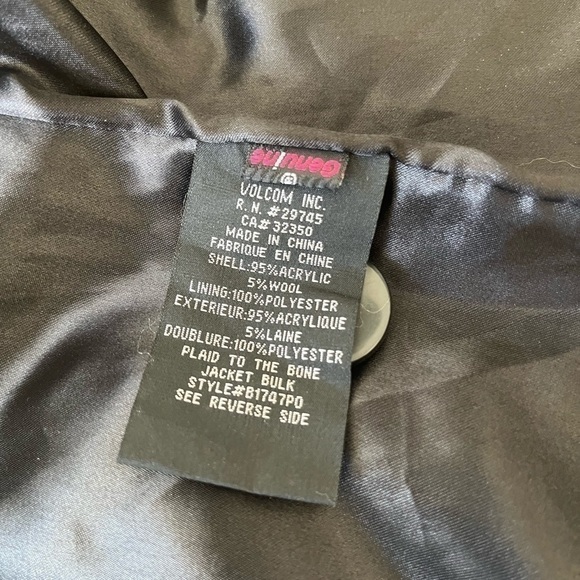 Genuine
VOLCOM INC.
R.N. #29745
CA# 32350
MADE IN CHINA
FABRIQUE EN CHINE
SHELL:95%ACRYLIC
5%WOOL
LINING:100%POLYESTER
EXTERIEUR:95%ACRYLIQUE
5%LAINE
DOUBLURE:100%POLYESTER
PLAID TO THE BONE
JACKET BULK
STYLE#B1747P0
SEE REVERSE SIDE